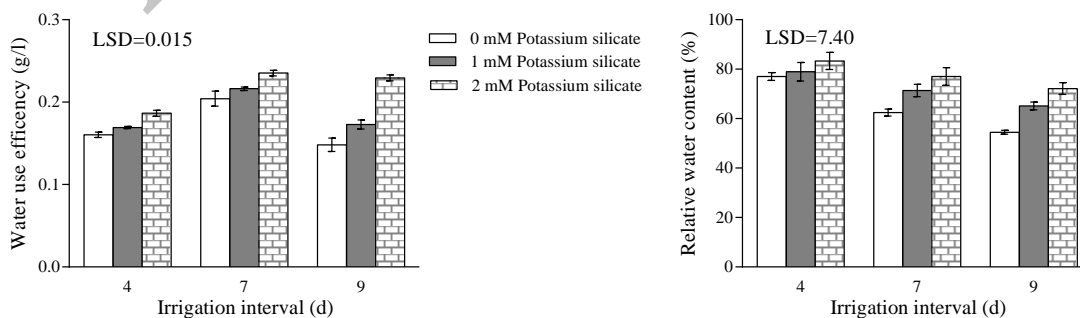 Water use efficency (g/l)
0.3
0.2
0.1
0.0
LSD=0.015
4 7 9
Irrigation interval (d)
0 mM Potassium silicate
1 mM Potassium silicate
2 mM Potassium silicate
Relative water content (%)
100
80
60
40
20
0
LSD=7.40
4 7 9
Irrigation interval (d)